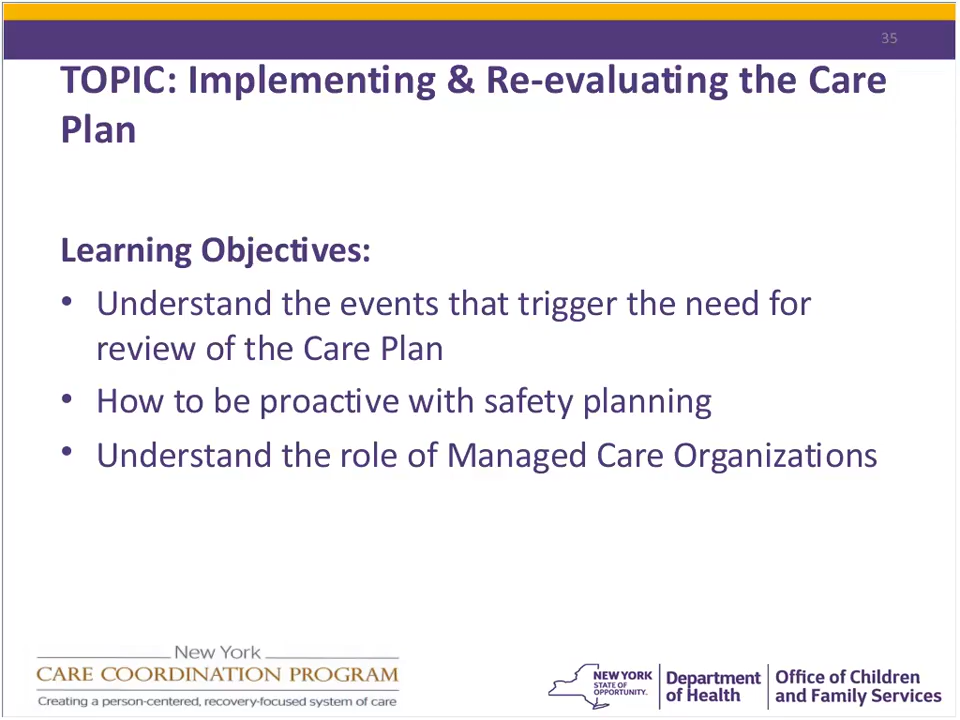 35
TOPIC: Implementing & Re-evaluating the Care
Plan
Learning Objectives:
• Understand the events that trigger the need for
review of the Care Plan
• How to be proactive with safety planning
• Understand the role of Managed Care Organizations
New York
CARE COORDINATION PROGRAM
Creating a person-centered, recovery-focused system of care
NEW YORK
STATE OF
OPPORTUNITY.
Department
of Health
Office of Children
and Family Services